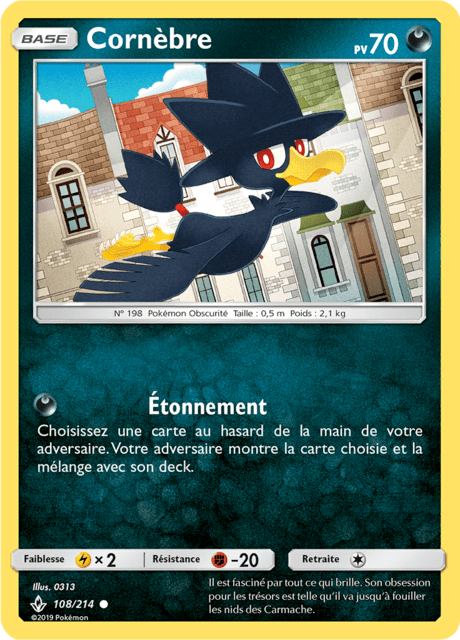 BASE Cornèbre PV 70
N° 198 Pokémon Obscurité Taille : 0,5 m Poids : 2,1 kg
Étonnement
Choisissez une carte au hasard de la main de votre
adversaire. Votre adversaire montre la carte choisie et la
mélange avec son deck.
Faiblesse ×2 Résistance -20 Retraite
Illus. 0313
108/214
©2019 Pokémon
Il est fasciné par tout ce qui brille. Son obsession
pour les trésors est telle qu'il va jusqu'à fouiller
les nids des Carmache.